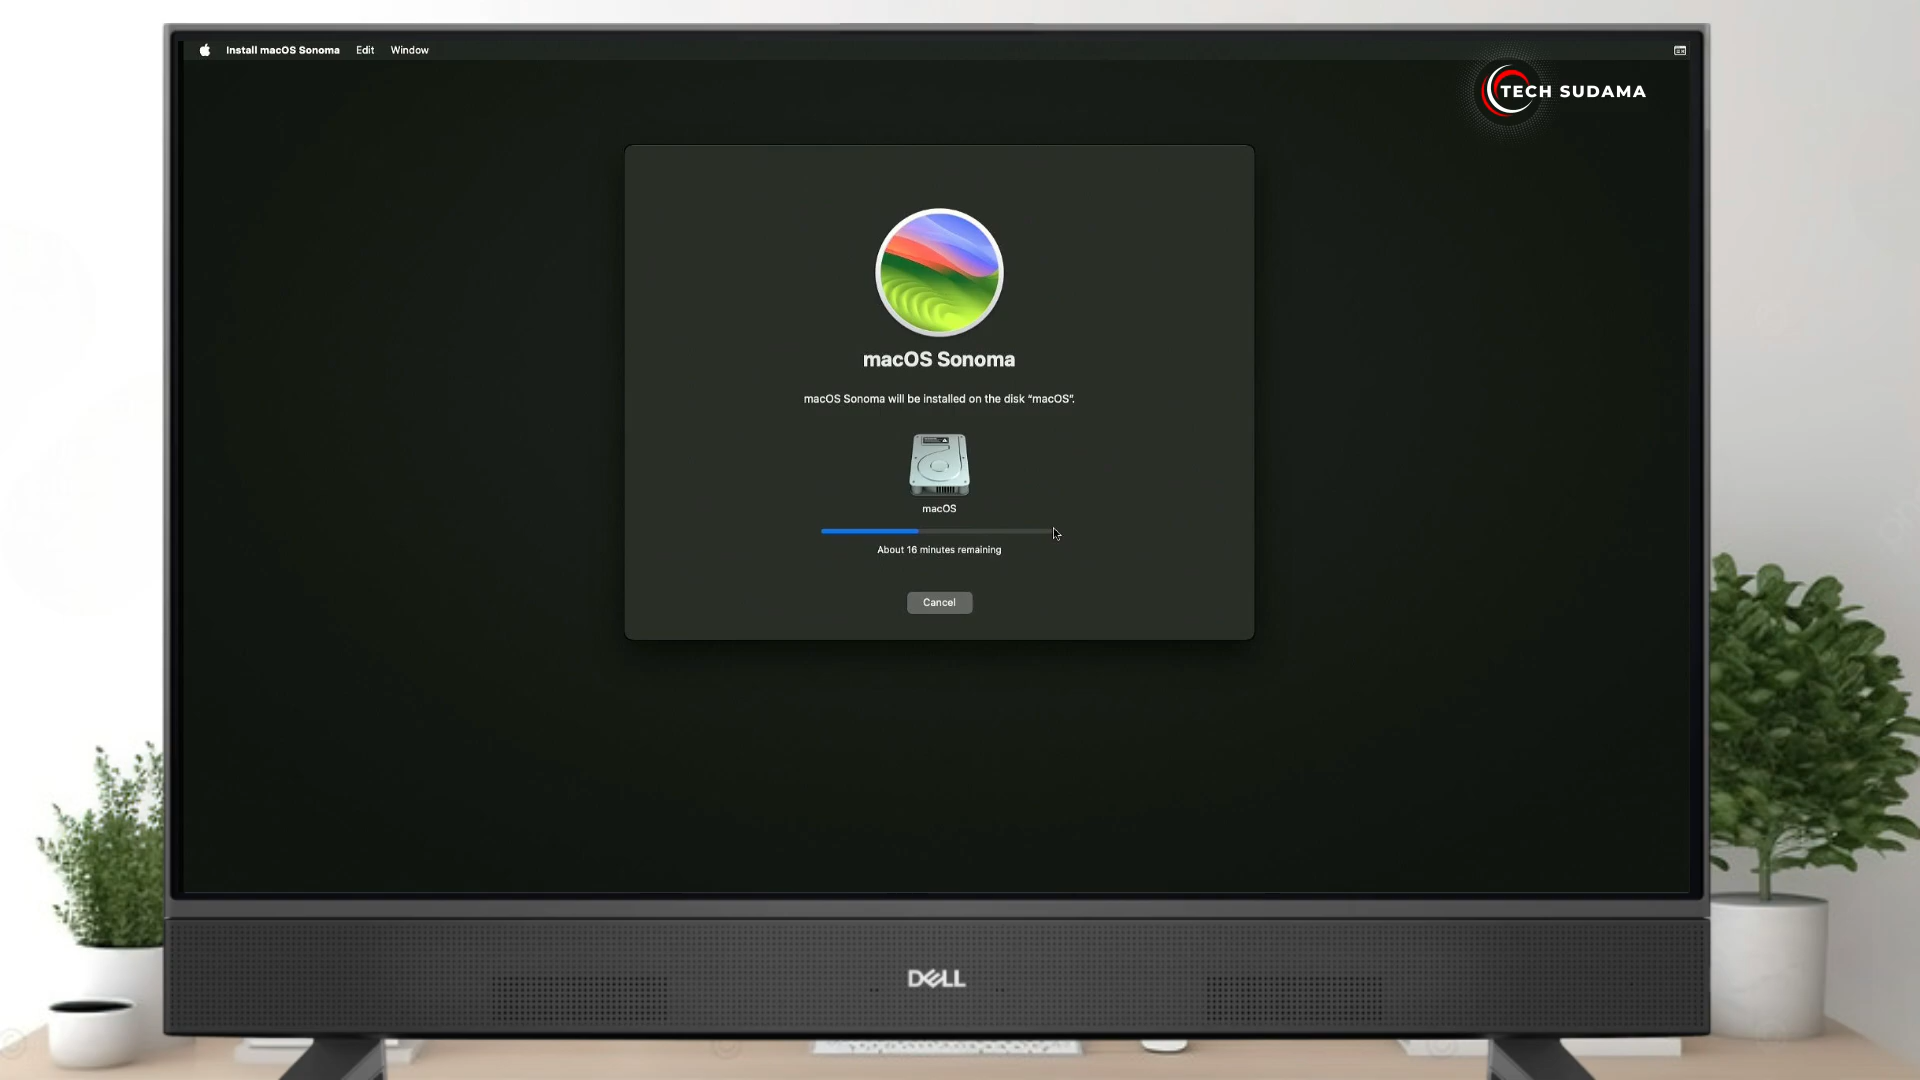 Install macOS Sonoma Edit Window
TECH SUDAMA
macOS Sonoma
macOS Sonoma will be installed on the disk “macOS”.
macOS
About 16 minutes remaining
Cancel
DELL